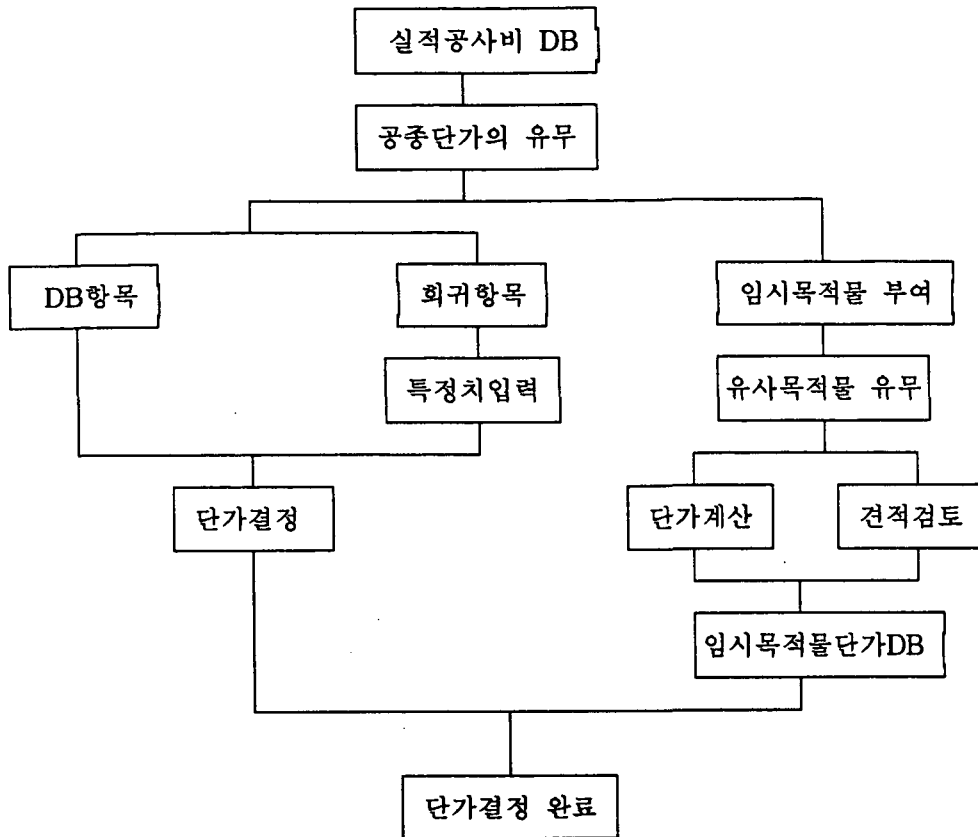 실적공사비 DB
공종단가의 유무
DB항목
회귀항목
임시목적물 부여
특정치입력
유사목적물 유무
단가결정
단가계산
견적검토
임시목적물단가DB
단가결정 완료